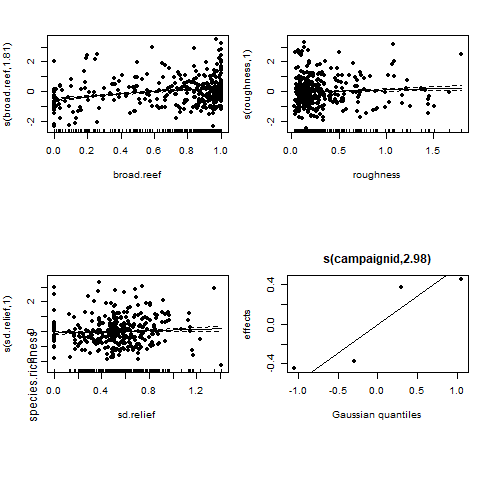 s(broad.reef,1.81)
2
0
-2
0.0 0.2 0.4 0.6 0.8 1.0
broad.reef
s(roughness,1)
2
0
-2
0.0 0.5 1.0 1.5
roughness
s(sd.relief,1)
species.richness
2
0
0.0 0.2 0.4 0.6 0.8 1.2
sd.relief
s(campaignid,2.98)
effects
0.4
0.0
-0.4
-1.0 -0.5 0.0 0.5 1.0
Gaussian quantiles